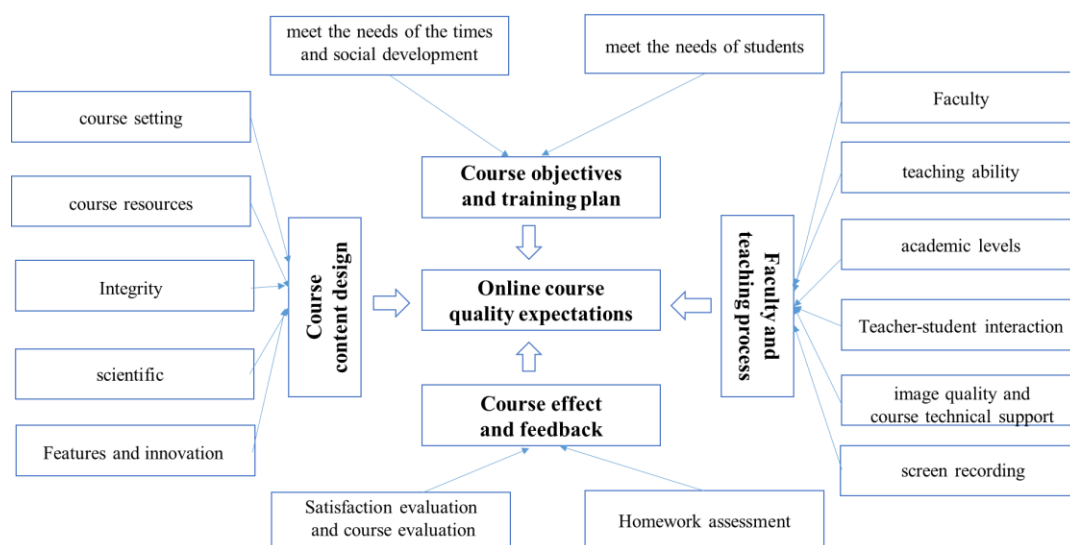 meet the needs of the times
and social development
meet the needs of students
course setting
course resources
Integrity
scientific
Features and innovation
Course
content design
Course objectives
and training plan
Online course
quality expectations
Course effect
and feedback
Faculty and
teaching process
Faculty
teaching ability
academic levels
Teacher-student interaction
image quality and
course technical support
screen recording
Satisfaction evaluation
and course evaluation
Homework assessment